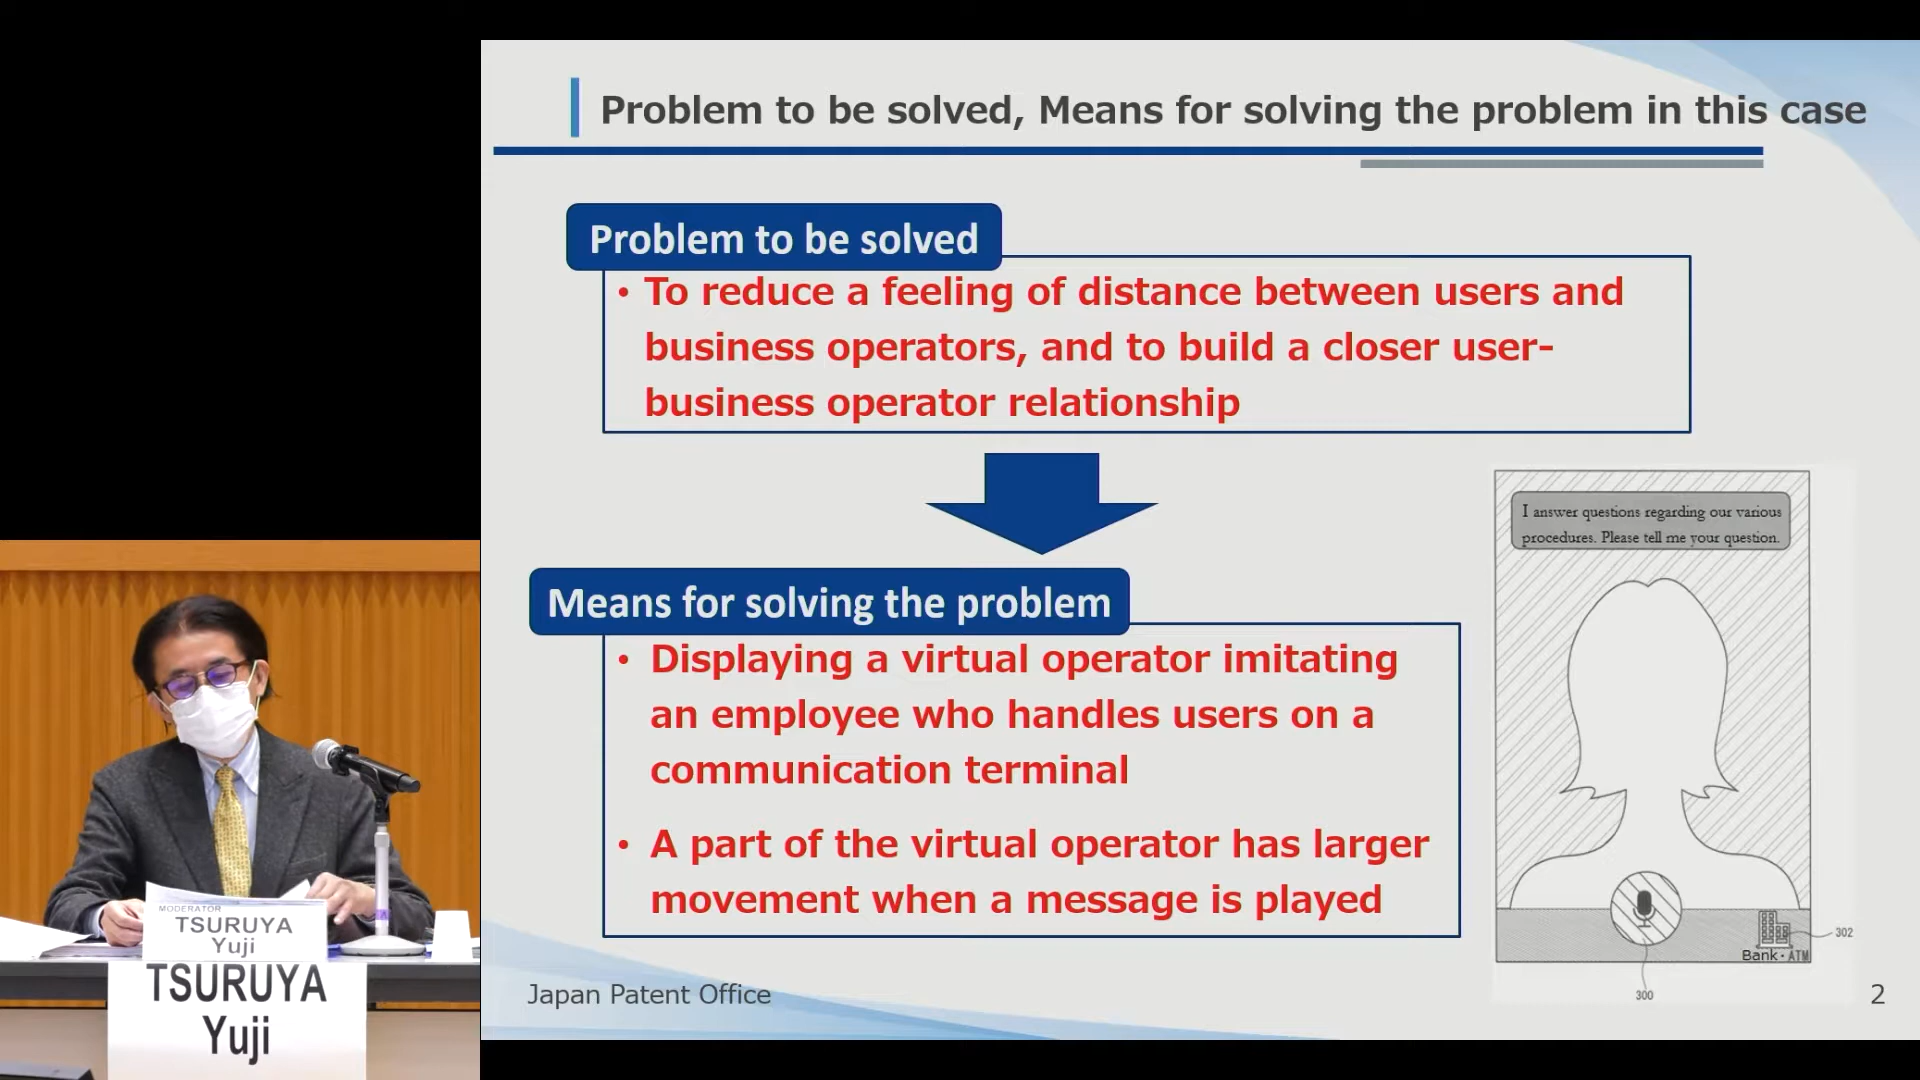 Problem to be solved, Means for solving the problem in this case
Problem to be solved
• To reduce a feeling of distance between users and
business operators, and to build a closer user-
business operator relationship
Means for solving the problem
• Displaying a virtual operator imitating
an employee who handles users on a
communication terminal
• A part of the virtual operator has larger
movement when a message is played
I answer questions regarding our various
procedures. Please tell me your question.
302
Bank・ATM
300
Japan Patent Office
2
MODERATOR
TSURUYA
Yuji
TSURUYA
Yuji